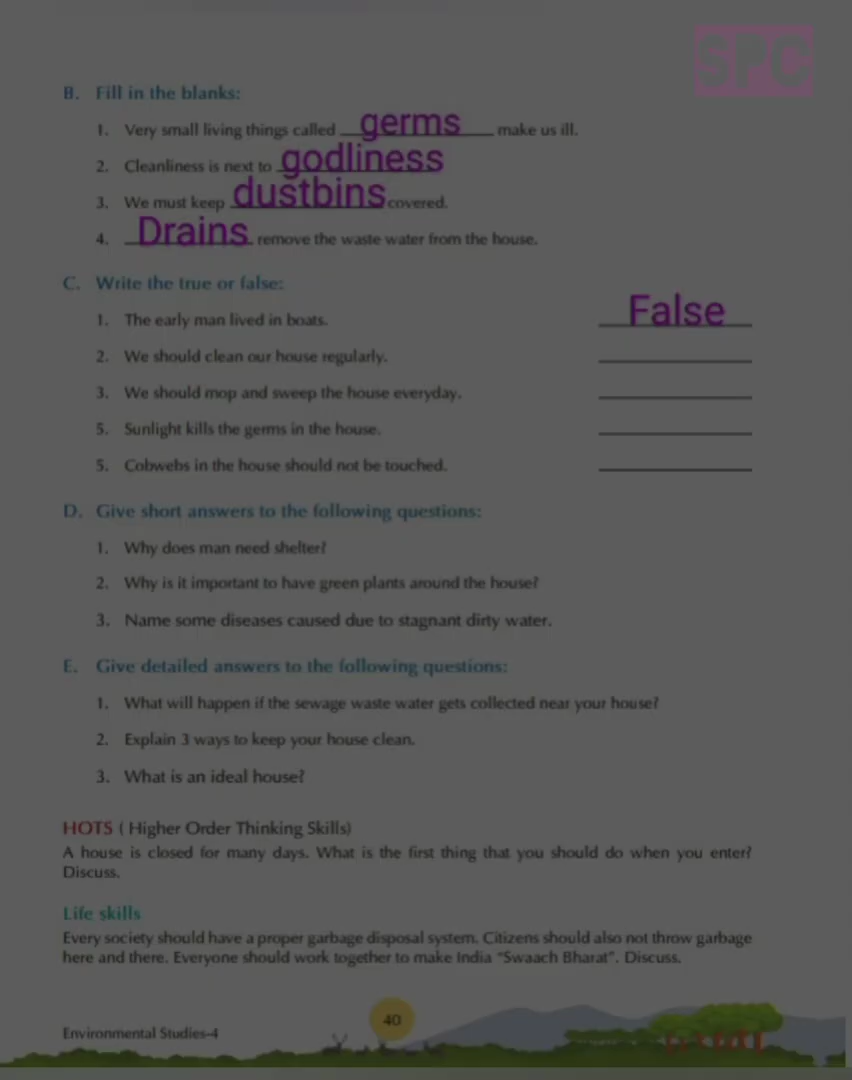 SPC
B. Fill in the blanks:
1. Very small living things called germs make us ill.
2. Cleanliness is next to godliness
3. We must keep dustbins covered.
4. Drains remove the waste water from the house.
C. Write the true or false:
1. The early man lived in boats. False
2. We should clean our house regularly.
3. We should mop and sweep the house everyday.
5. Sunlight kills the germs in the house.
5. Cobwebs in the house should not be touched.
D. Give short answers to the following questions:
1. Why does man need shelter?
2. Why is it important to have green plants around the house?
3. Name some diseases caused due to stagnant dirty water.
E. Give detailed answers to the following questions:
1. What will happen if the sewage waste water gets collected near your house?
2. Explain 3 ways to keep your house clean.
3. What is an ideal house?
HOTS ( Higher Order Thinking Skills)
A house is closed for many days. What is the first thing that you should do when you enter?
Discuss.
Life skills
Every society should have a proper garbage disposal system. Citizens should also not throw garbage
here and there. Everyone should work together to make India "Swaach Bharat". Discuss.
40
Environmental Studies-4